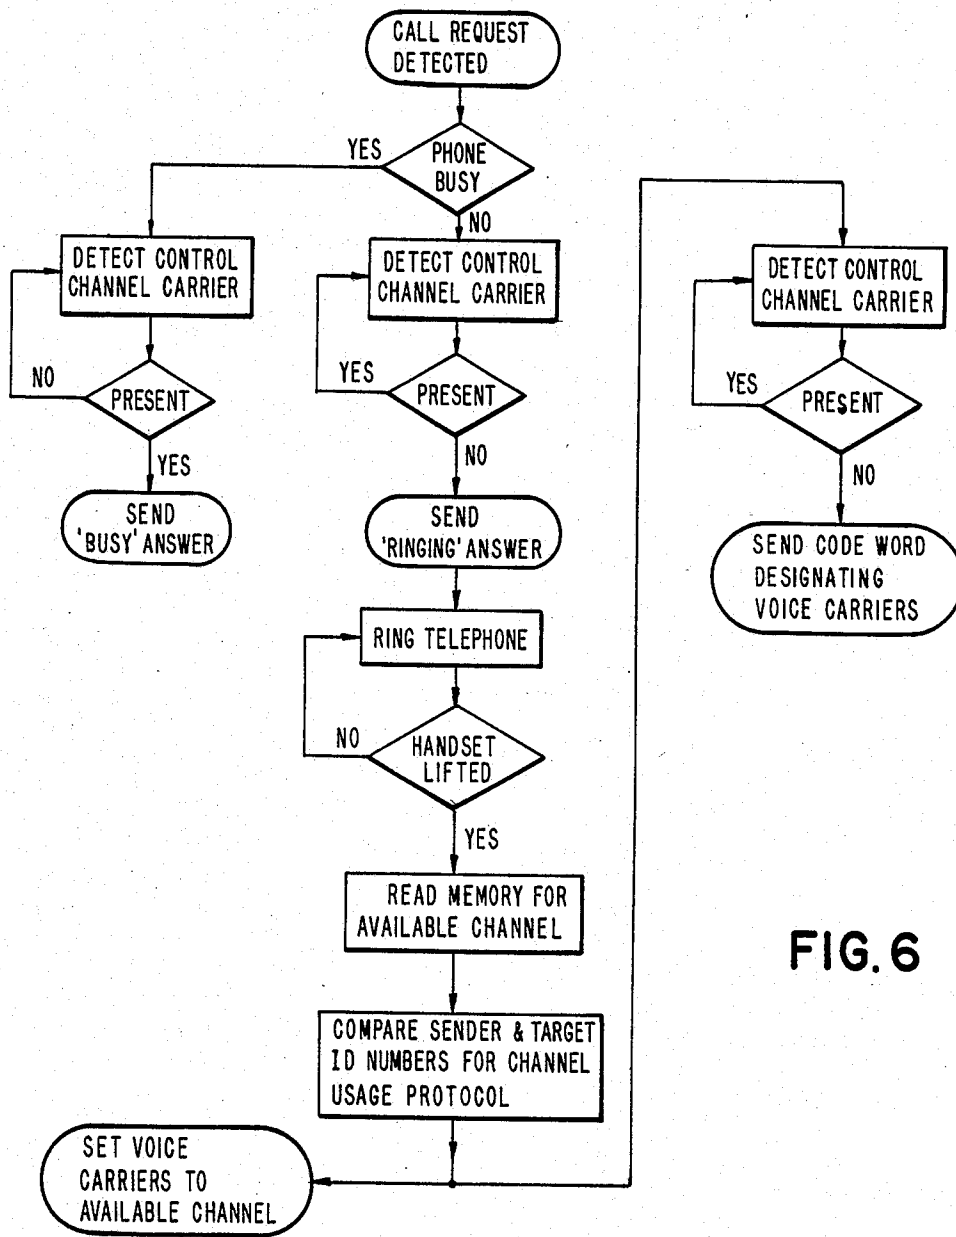 CALL REQUEST
DETECTED
YES
PHONE
BUSY
NO
DETECT CONTROL
CHANNEL CARRIER
NO
PRESENT
YES
SEND
'BUSY' ANSWER
DETECT CONTROL
CHANNEL CARRIER
YES
PRESENT
NO
SEND
'RINGING' ANSWER
RING TELEPHONE
NO
HANDSET
LIFTED
YES
READ MEMORY FOR
AVAILABLE CHANNEL
COMPARE SENDER & TARGET
ID NUMBERS FOR CHANNEL
USAGE PROTOCOL
SET VOICE
CARRIERS TO
AVAILABLE CHANNEL
DETECT CONTROL
CHANNEL CARRIER
YES
PRESENT
NO
SEND CODE WORD
DESIGNATING
VOICE CARRIERS
FIG. 6